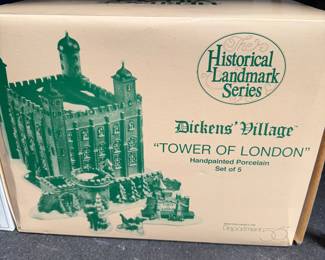 The
Historical
Landmark
Series
Dickens' Village
"TOWER OF LONDON"
Handpainted Porcelain
Set of 5
Department 56